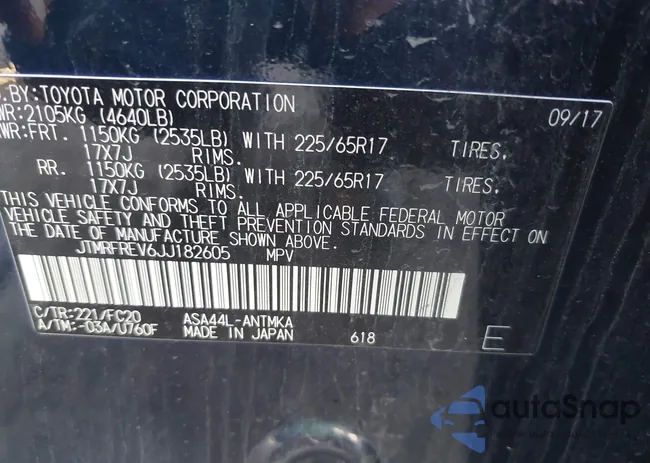 D.BY:TOYOTA MOTOR CORPORATION 09/17
WR:2105KG (4640LB)
WR:FRT. 1150KG (2535LB) WITH 225/65R17 TIRES,
17X7J RIMS.
RR. 1150KG (2535LB) WITH 225/65R17 TIRES,
17X7J RIMS.
THIS VEHICLE CONFORMS TO ALL APPLICABLE FEDERAL MOTOR
VEHICLE SAFETY AND THEFT PREVENTION STANDARDS IN EFFECT ON
THE DATE OF MANUFACTURE SHOWN ABOVE.
JTMRFREV6JJ182605 MPV
C/TR:221/FC20 ASA44L-ANTMKA
A/TM:-03A/U760F MADE IN JAPAN 618 E
autoSnap